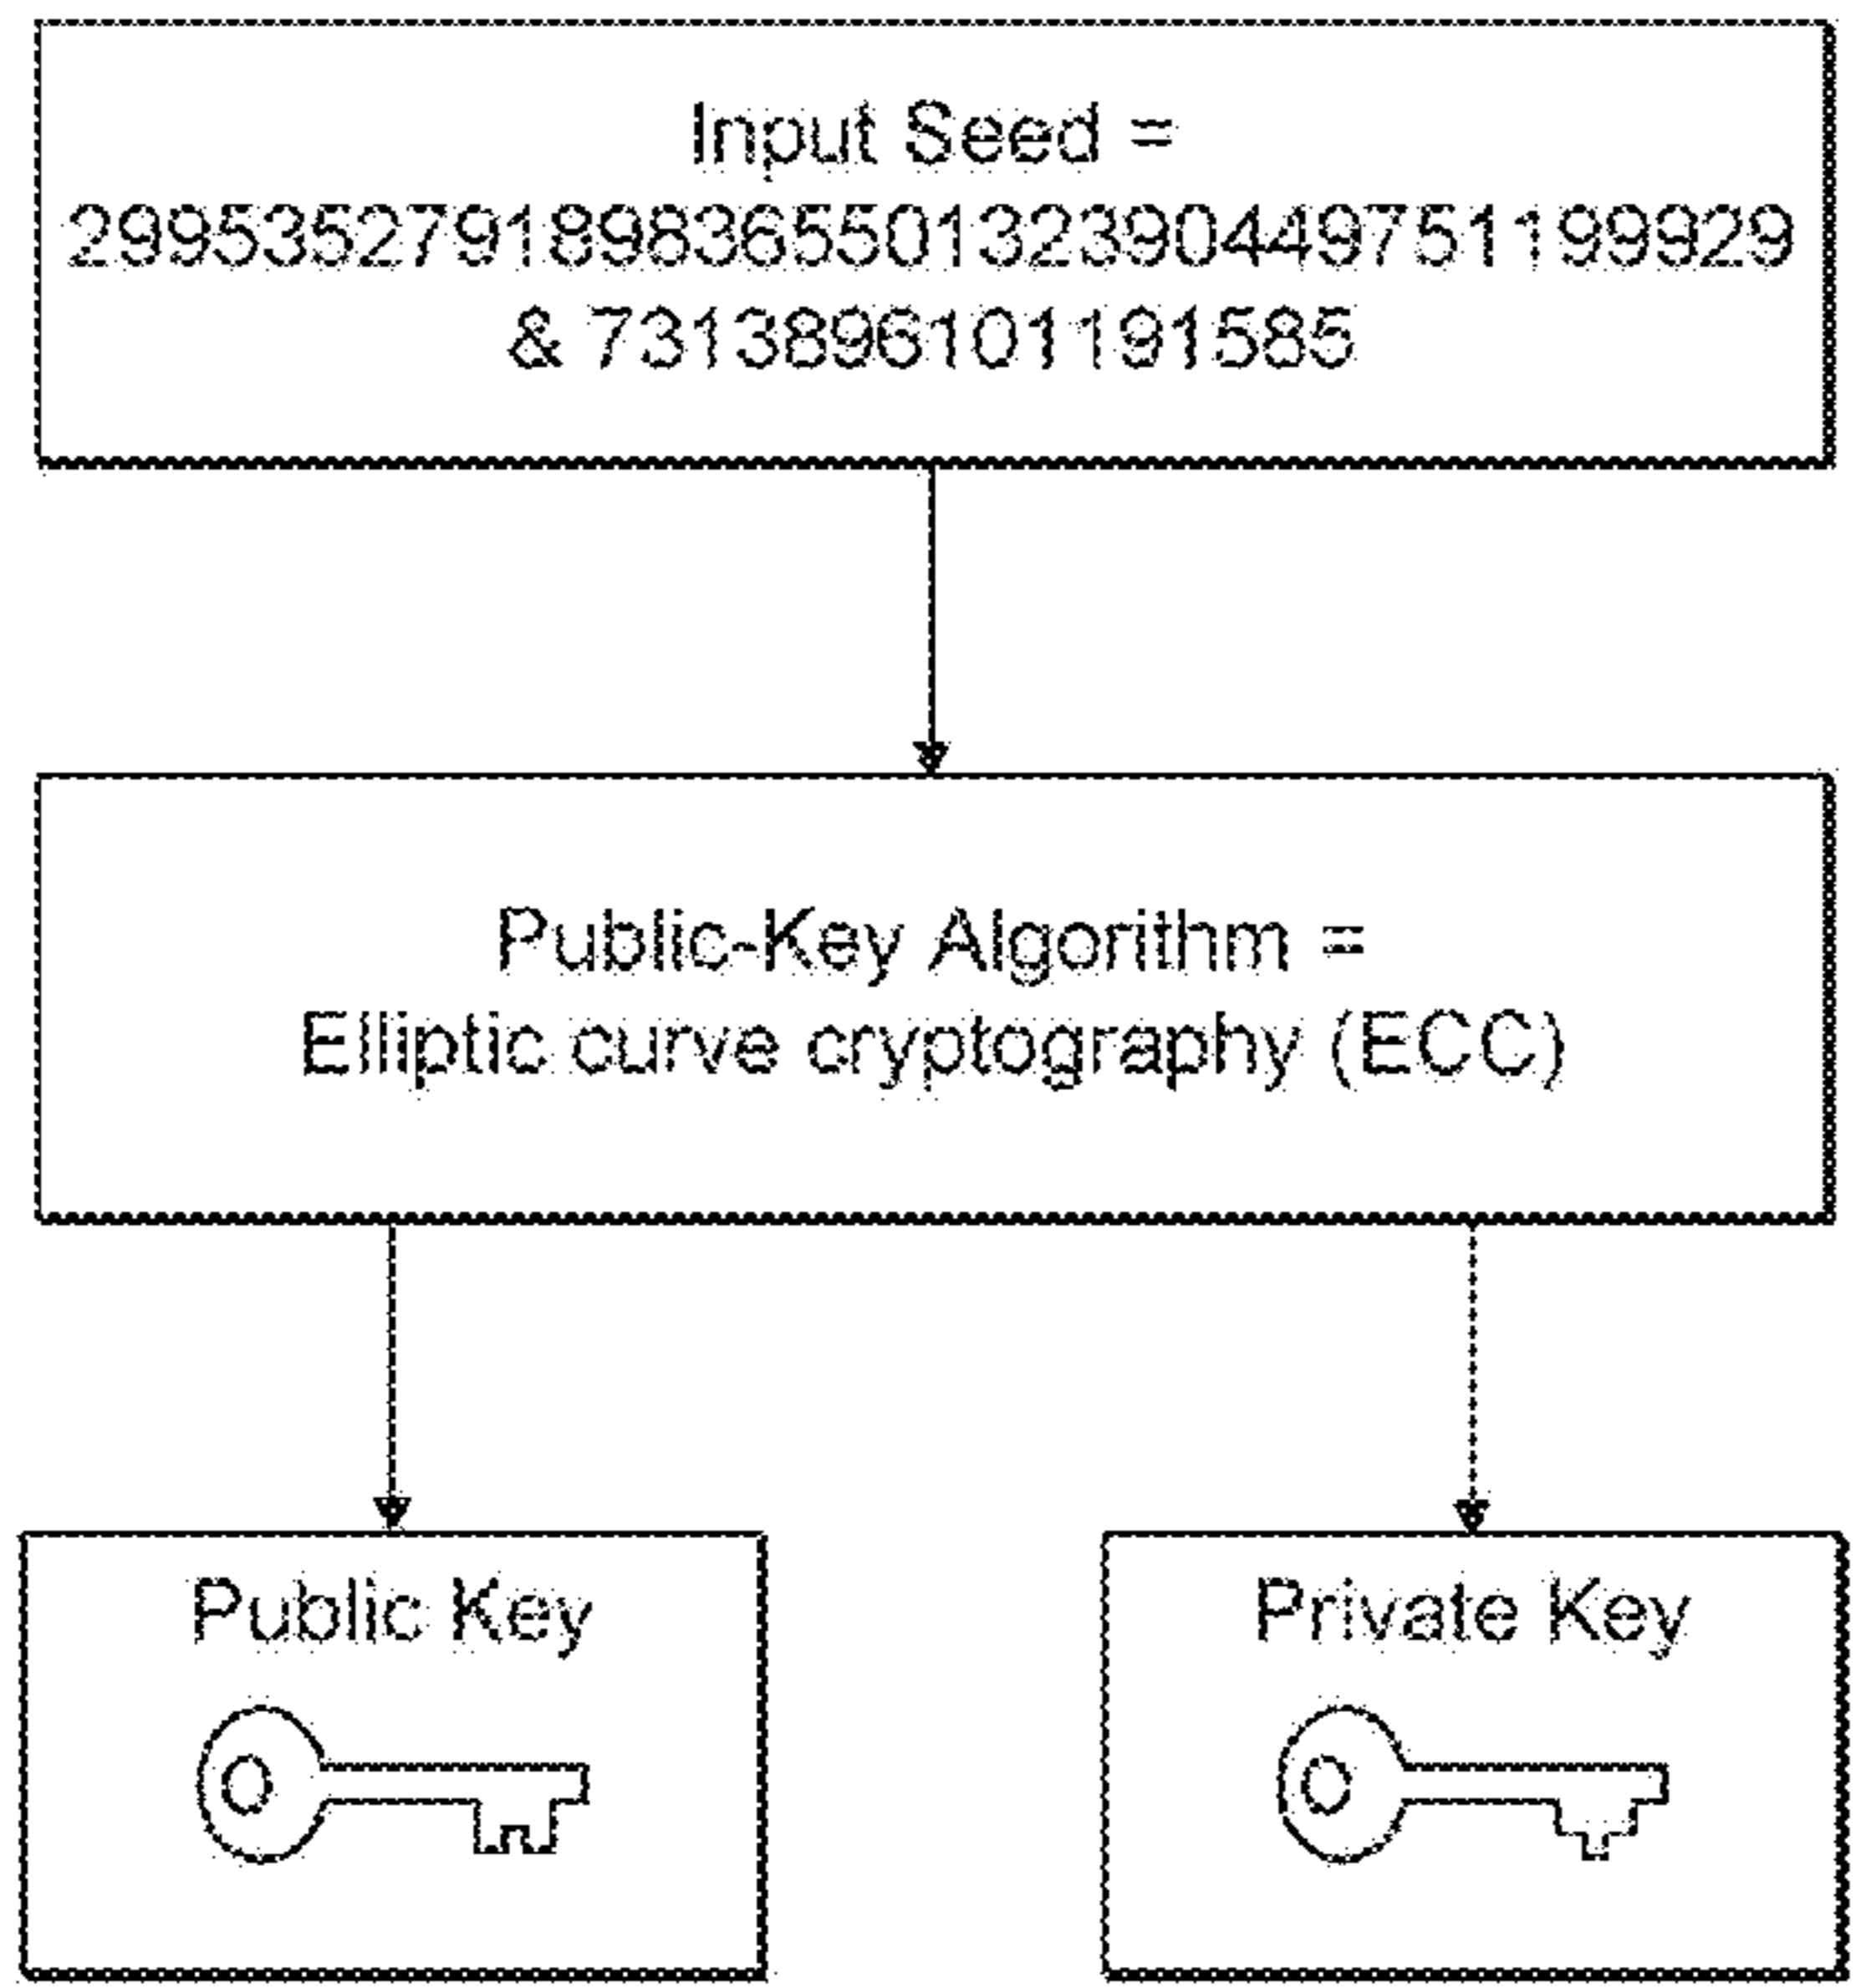 Input Seed =
29953527918983655013239044975119992​9
& 7313896101191585
Public-Key Algorithm =
Elliptic curve cryptography (ECC)
Public Key
Private Key